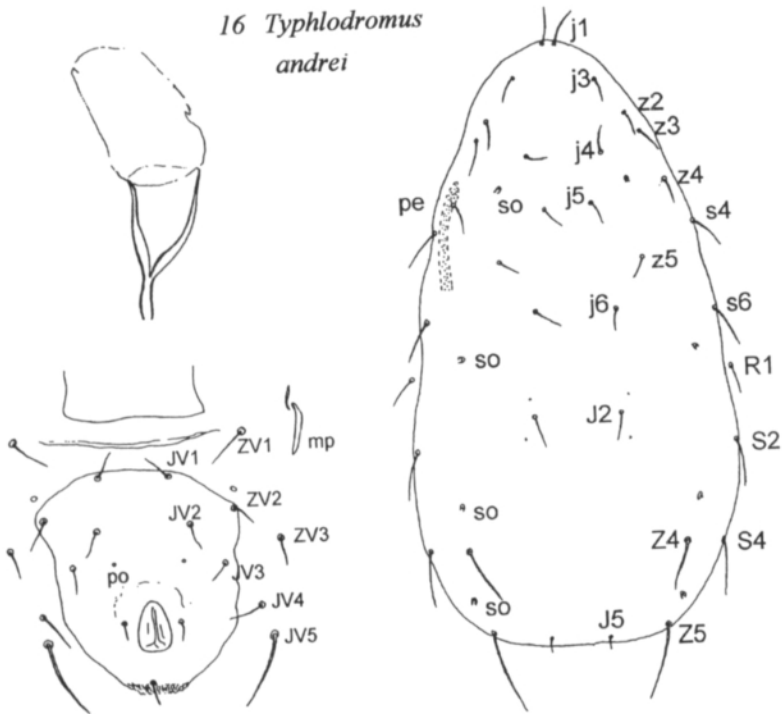 16 Typhlodromus
andrei
j1
j3
z2
z3
j4
z4
pe
so
j5
s4
z5
j6
s6
so
R1
J2
S2
mp
ZV1
JV1
ZV2
JV2
ZV3
so
Z4
S4
po
JV3
JV4
so
J5
Z5
JV5